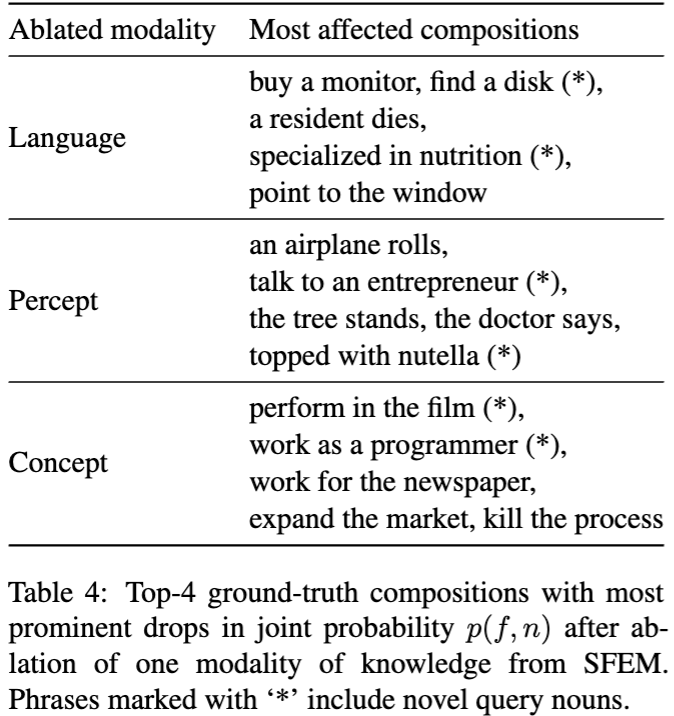 Ablated modality Most affected compositions
Language
buy a monitor, find a disk (*),
a resident dies,
specialized in nutrition (*),
point to the window
Percept
an airplane rolls,
talk to an entrepreneur (*),
the tree stands, the doctor says,
topped with nutella (*)
Concept
perform in the film (*),
work as a programmer (*),
work for the newspaper,
expand the market, kill the process
Table 4: Top-4 ground-truth compositions with most
prominent drops in joint probability p(f, n) after ab-
lation of one modality of knowledge from SFEM.
Phrases marked with ‘*’ include novel query nouns.